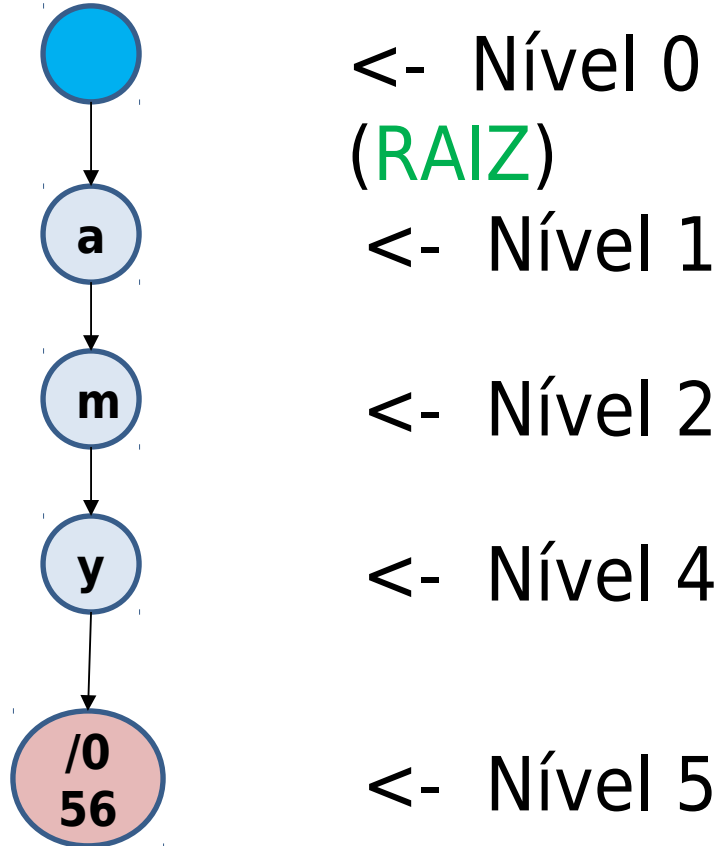 <- Nível 0
(RAIZ)
a
<- Nível 1
m
<- Nível 2
y
<- Nível 4
/0
56
<- Nível 5